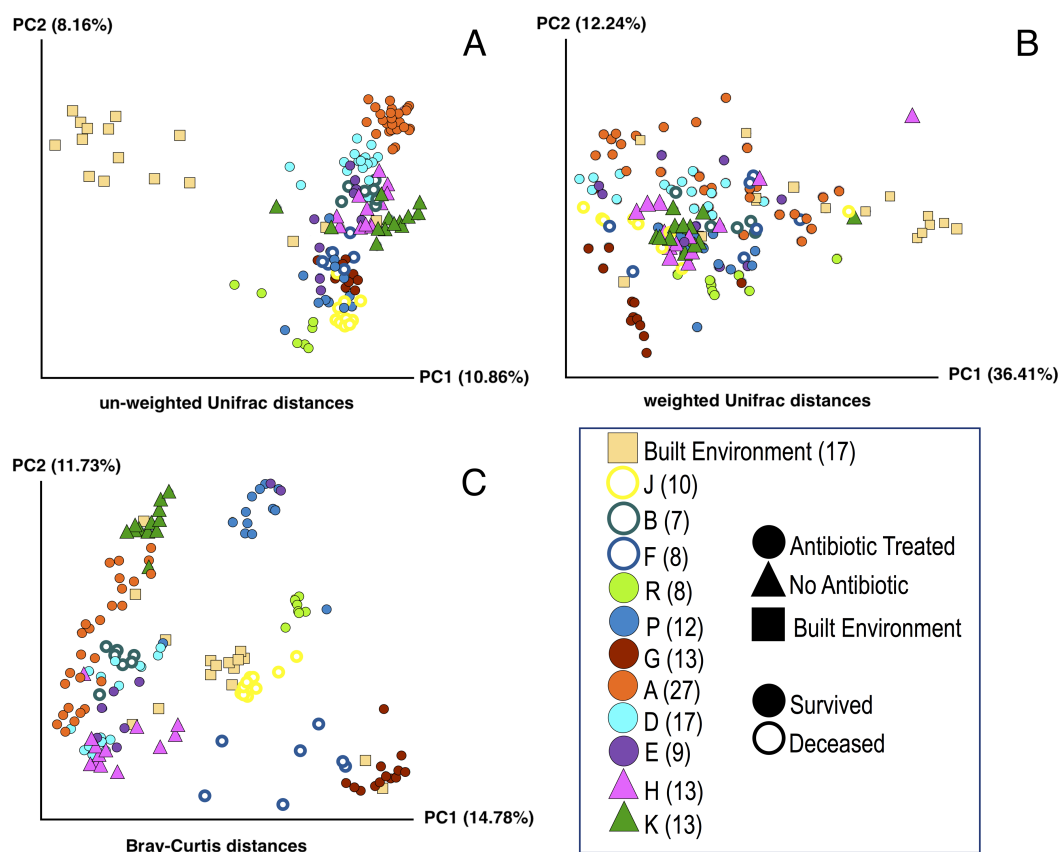 PC2 (8.16%)
A
PC1 (10.86%)
un-weighted Unifrac distances
PC2 (12.24%)
B
PC1 (36.41%)
weighted Unifrac distances
PC2 (11.73%)
C
PC1 (14.78%)
Bray-Curtis distances
Built Environment (17)
J (10)
B (7)
F (8)
R (8)
P (12)
G (13)
A (27)
D (17)
E (9)
H (13)
K (13)
Antibiotic Treated
No Antibiotic
Built Environment
Survived
Deceased